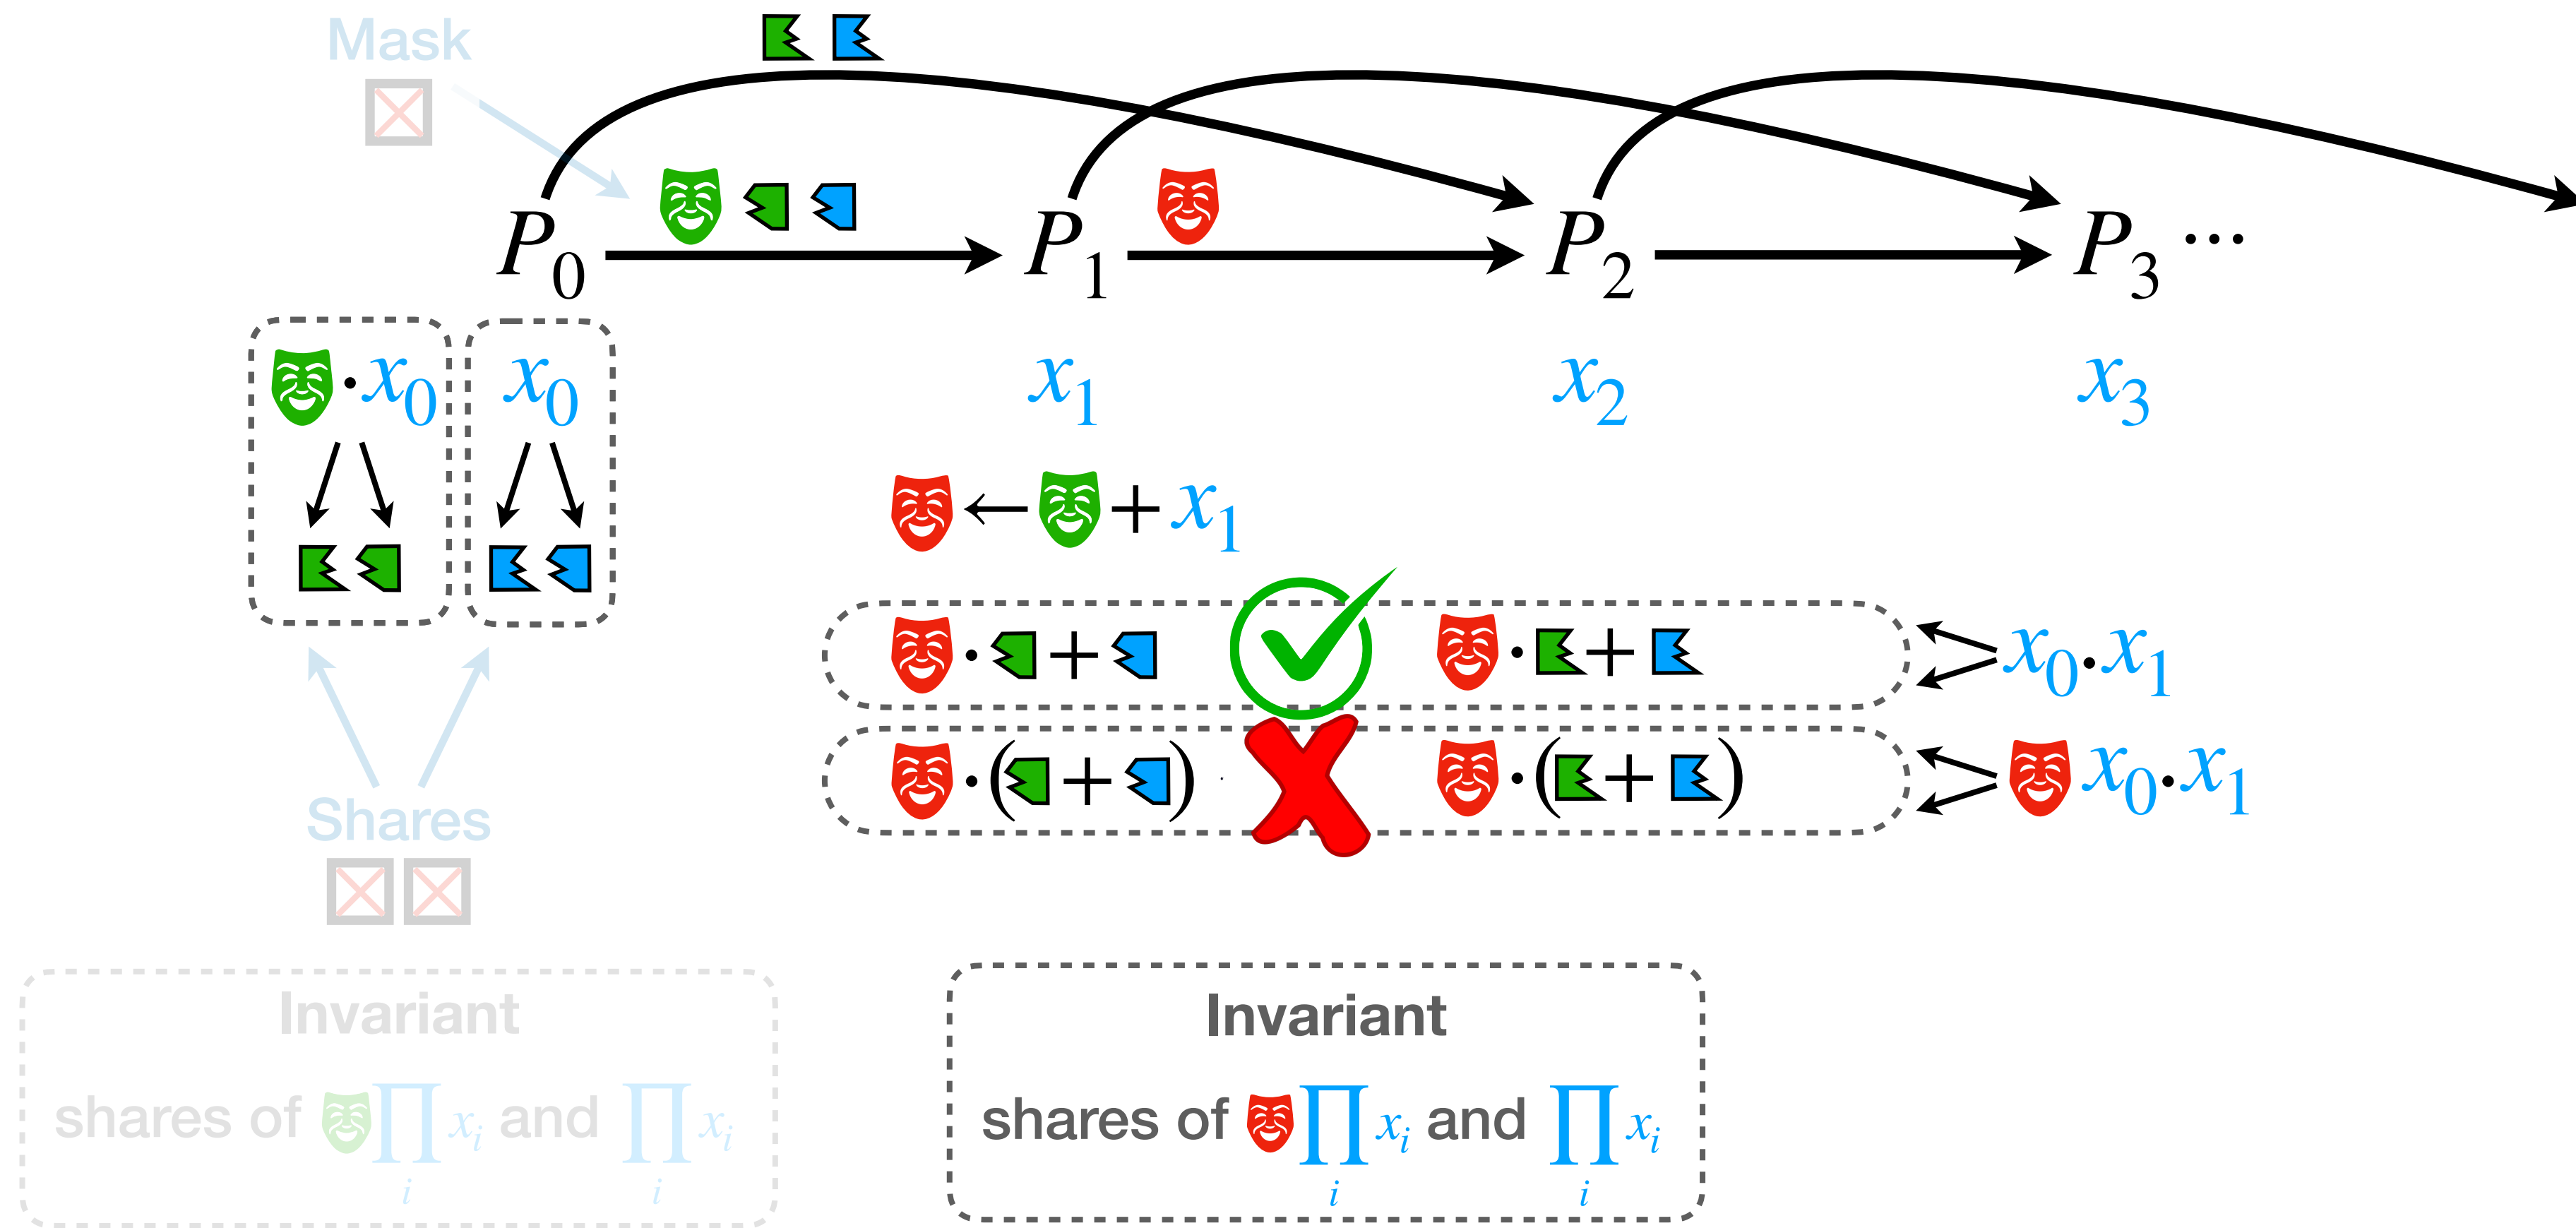 Mask
P₀ P₁ P₂ P₃ ...
· x₀ x₀ x₁ x₂ x₃
← + x₁
· + · + x₀·x₁
·( + ) · ·( + ) x₀·x₁
Shares
Invariant
shares of ∏ᵢ xᵢ and ∏ᵢ xᵢ
Invariant
shares of ∏ᵢ xᵢ and ∏ᵢ xᵢ